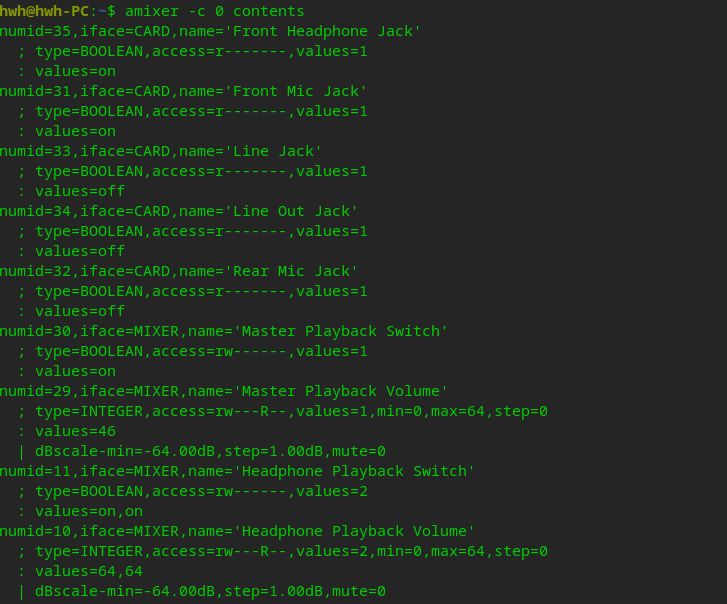 hwh@hwh-PC:~$ amixer -c 0 contents
numid=35,iface=CARD,name='Front Headphone Jack'
  ; type=BOOLEAN,access=r-------,values=1
  : values=on
numid=31,iface=CARD,name='Front Mic Jack'
  ; type=BOOLEAN,access=r-------,values=1
  : values=on
numid=33,iface=CARD,name='Line Jack'
  ; type=BOOLEAN,access=r-------,values=1
  : values=off
numid=34,iface=CARD,name='Line Out Jack'
  ; type=BOOLEAN,access=r-------,values=1
  : values=off
numid=32,iface=CARD,name='Rear Mic Jack'
  ; type=BOOLEAN,access=r-------,values=1
  : values=off
numid=30,iface=MIXER,name='Master Playback Switch'
  ; type=BOOLEAN,access=rw------,values=1
  : values=on
numid=29,iface=MIXER,name='Master Playback Volume'
  ; type=INTEGER,access=rw---R--,values=1,min=0,max=64,step=0
  : values=46
  | dBscale-min=-64.00dB,step=1.00dB,mute=0
numid=11,iface=MIXER,name='Headphone Playback Switch'
  ; type=BOOLEAN,access=rw------,values=2
  : values=on,on
numid=10,iface=MIXER,name='Headphone Playback Volume'
  ; type=INTEGER,access=rw---R--,values=2,min=0,max=64,step=0
  : values=64,64
  | dBscale-min=-64.00dB,step=1.00dB,mute=0